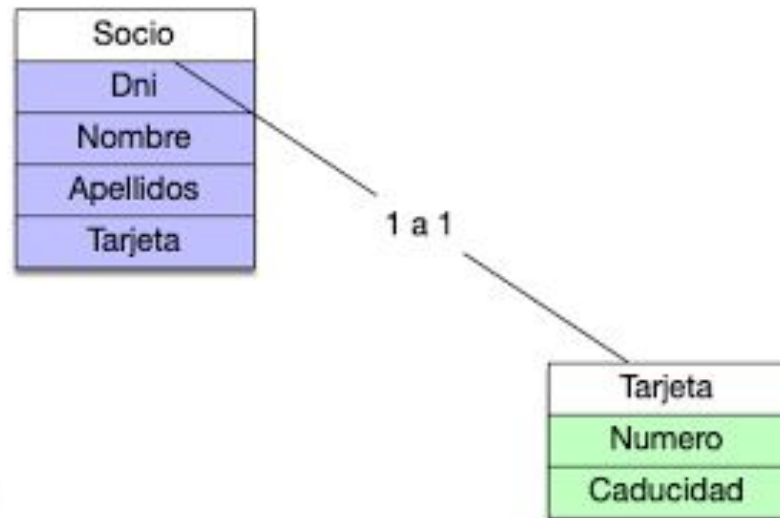 Socio
Dni
Nombre
Apellidos
Tarjeta
1 a 1
Tarjeta
Numero
Caducidad